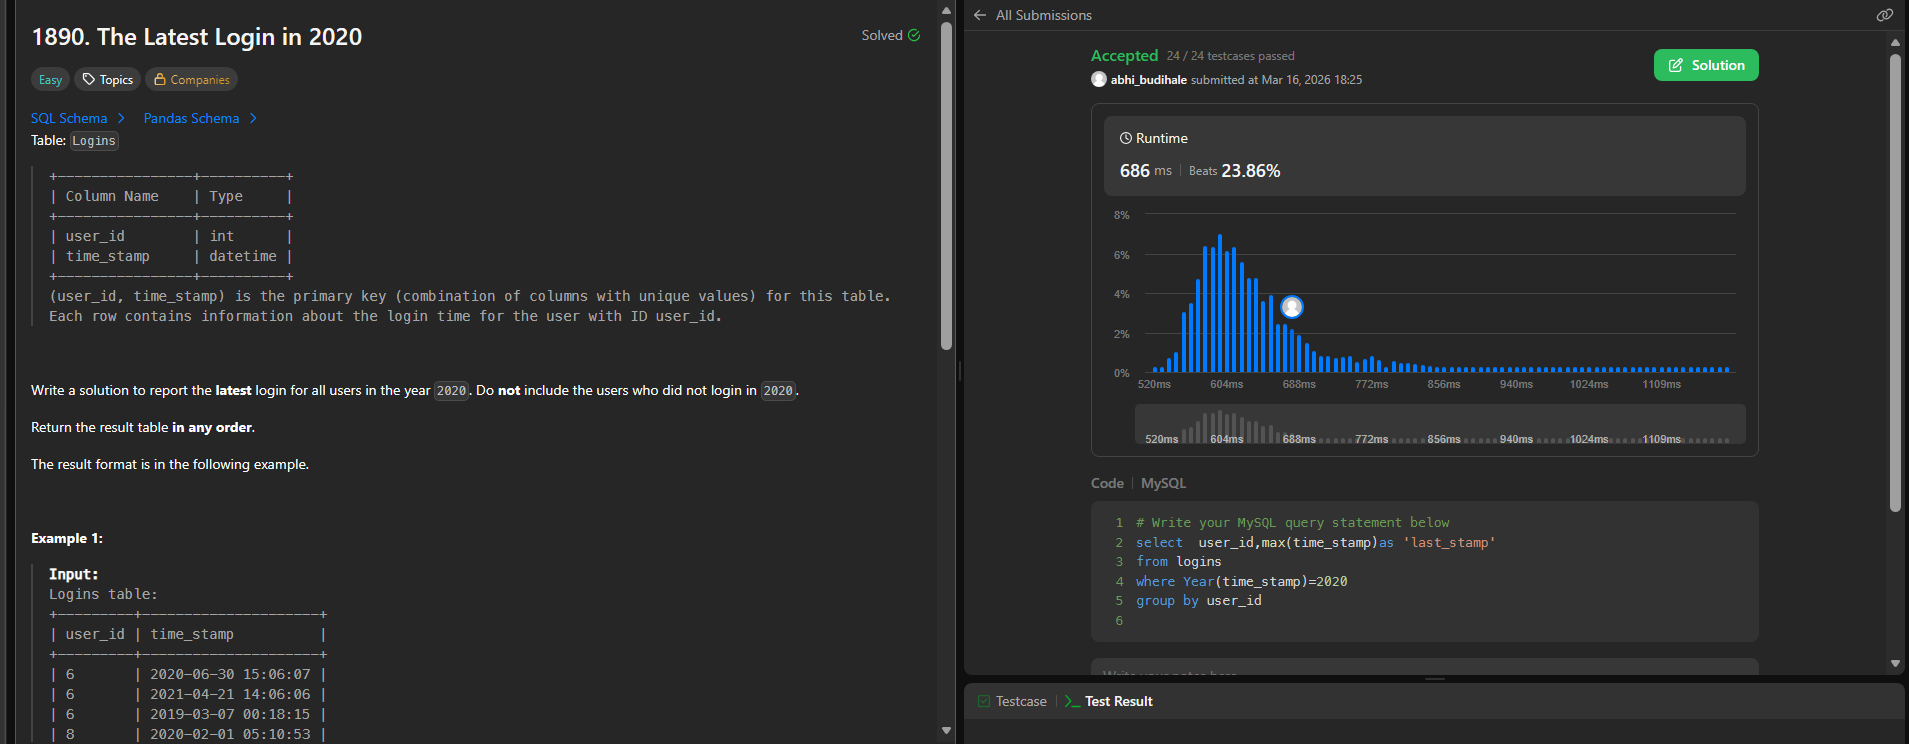 1890. The Latest Login in 2020
Solved
Easy
Topics
Companies
SQL Schema
Pandas Schema
Table: Logins
+----------------+----------+
| Column Name    | Type     |
+----------------+----------+
| user_id        | int      |
| time_stamp     | datetime |
+----------------+----------+
(user_id, time_stamp) is the primary key (combination of columns with unique values) for this table.
Each row contains information about the login time for the user with ID user_id.
Write a solution to report the latest login for all users in the year 2020. Do not include the users who did not login in 2020.
Return the result table in any order.
The result format is in the following example.
Example 1:
Input:
Logins table:
+---------+---------------------+
| user_id | time_stamp          |
+---------+---------------------+
| 6       | 2020-06-30 15:06:07 |
| 6       | 2021-04-21 14:06:06 |
| 6       | 2019-03-07 00:18:15 |
| 8       | 2020-02-01 05:10:53 |
All Submissions
Accepted 24 / 24 testcases passed
abhi_budihale submitted at Mar 16, 2026 18:25
Solution
Runtime
686 ms | Beats 23.86%
8%
6%
4%
2%
0%
520ms 604ms 688ms 772ms 856ms 940ms 1024ms 1109ms
520ms 604ms 688ms 772ms 856ms 940ms 1024ms 1109ms
Code | MySQL
1 # Write your MySQL query statement below
2 select  user_id,max(time_stamp)as 'last_stamp'
3 from logins
4 where Year(time_stamp)=2020
5 group by user_id
6
Write your notes here
Testcase | Test Result